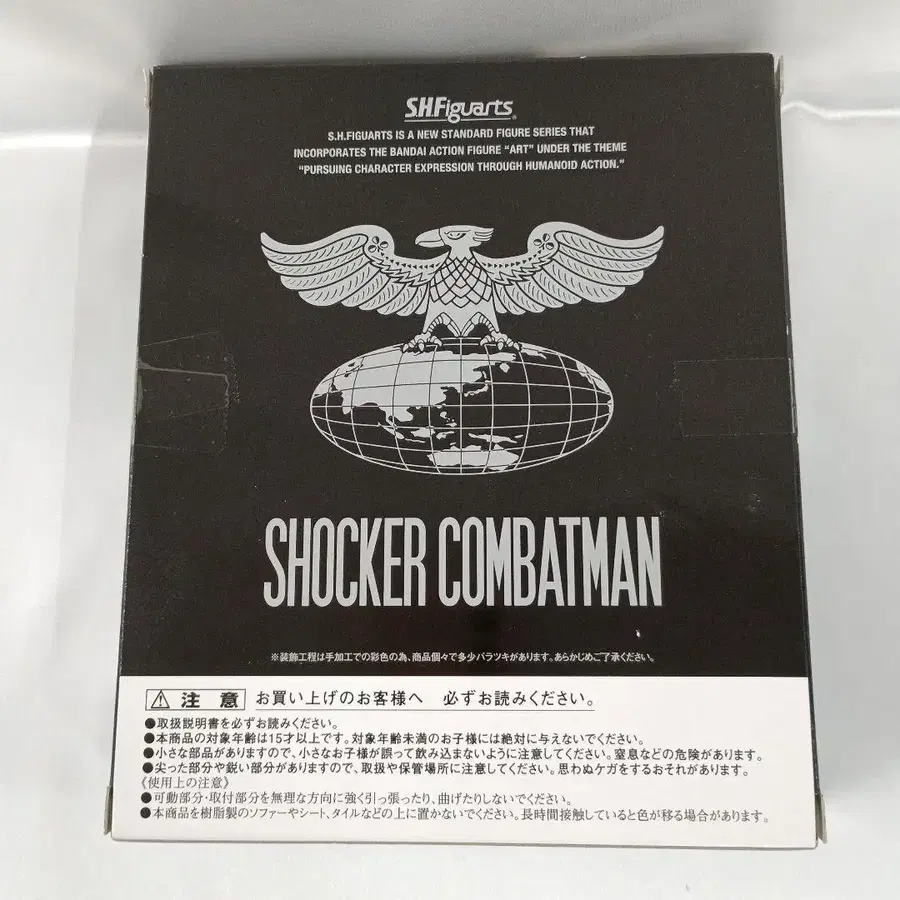 S.H.Figuarts
S.H.FIGUARTS IS A NEW STANDARD FIGURE SERIES THAT
INCORPORATES THE BANDAI ACTION FIGURE “ART” UNDER THE THEME
“PURSUING CHARACTER EXPRESSION THROUGH HUMANOID ACTION.”
SHOCKER COMBATMAN
※装飾工程は手加工での彩色の為、商品個々で多少バラツキがあります。あらかじめご了承ください。
⚠ 注 意 お買い上げのお客様へ 必ずお読みください。
●取扱説明書を必ずお読みください。
●本商品の対象年齢は15才以上です。対象年齢未満のお子様には絶対に与えないでください。
●小さな部品がありますので、小さなお子様が誤って飲み込まないように注意してください。窒息などの危険があります。
●尖った部分や鋭い部分がありますので、取扱や保管場所に注意してください。思わぬケガをするおそれがあります。
《使用上の注意》
●可動部分・取付部分を無理な方向に強く引っ張ったり、曲げたりしないでください。
●本商品を樹脂製のソファーやシート、タイルなどの上に置かないでください。長時間接触していると色が移る場合があります。